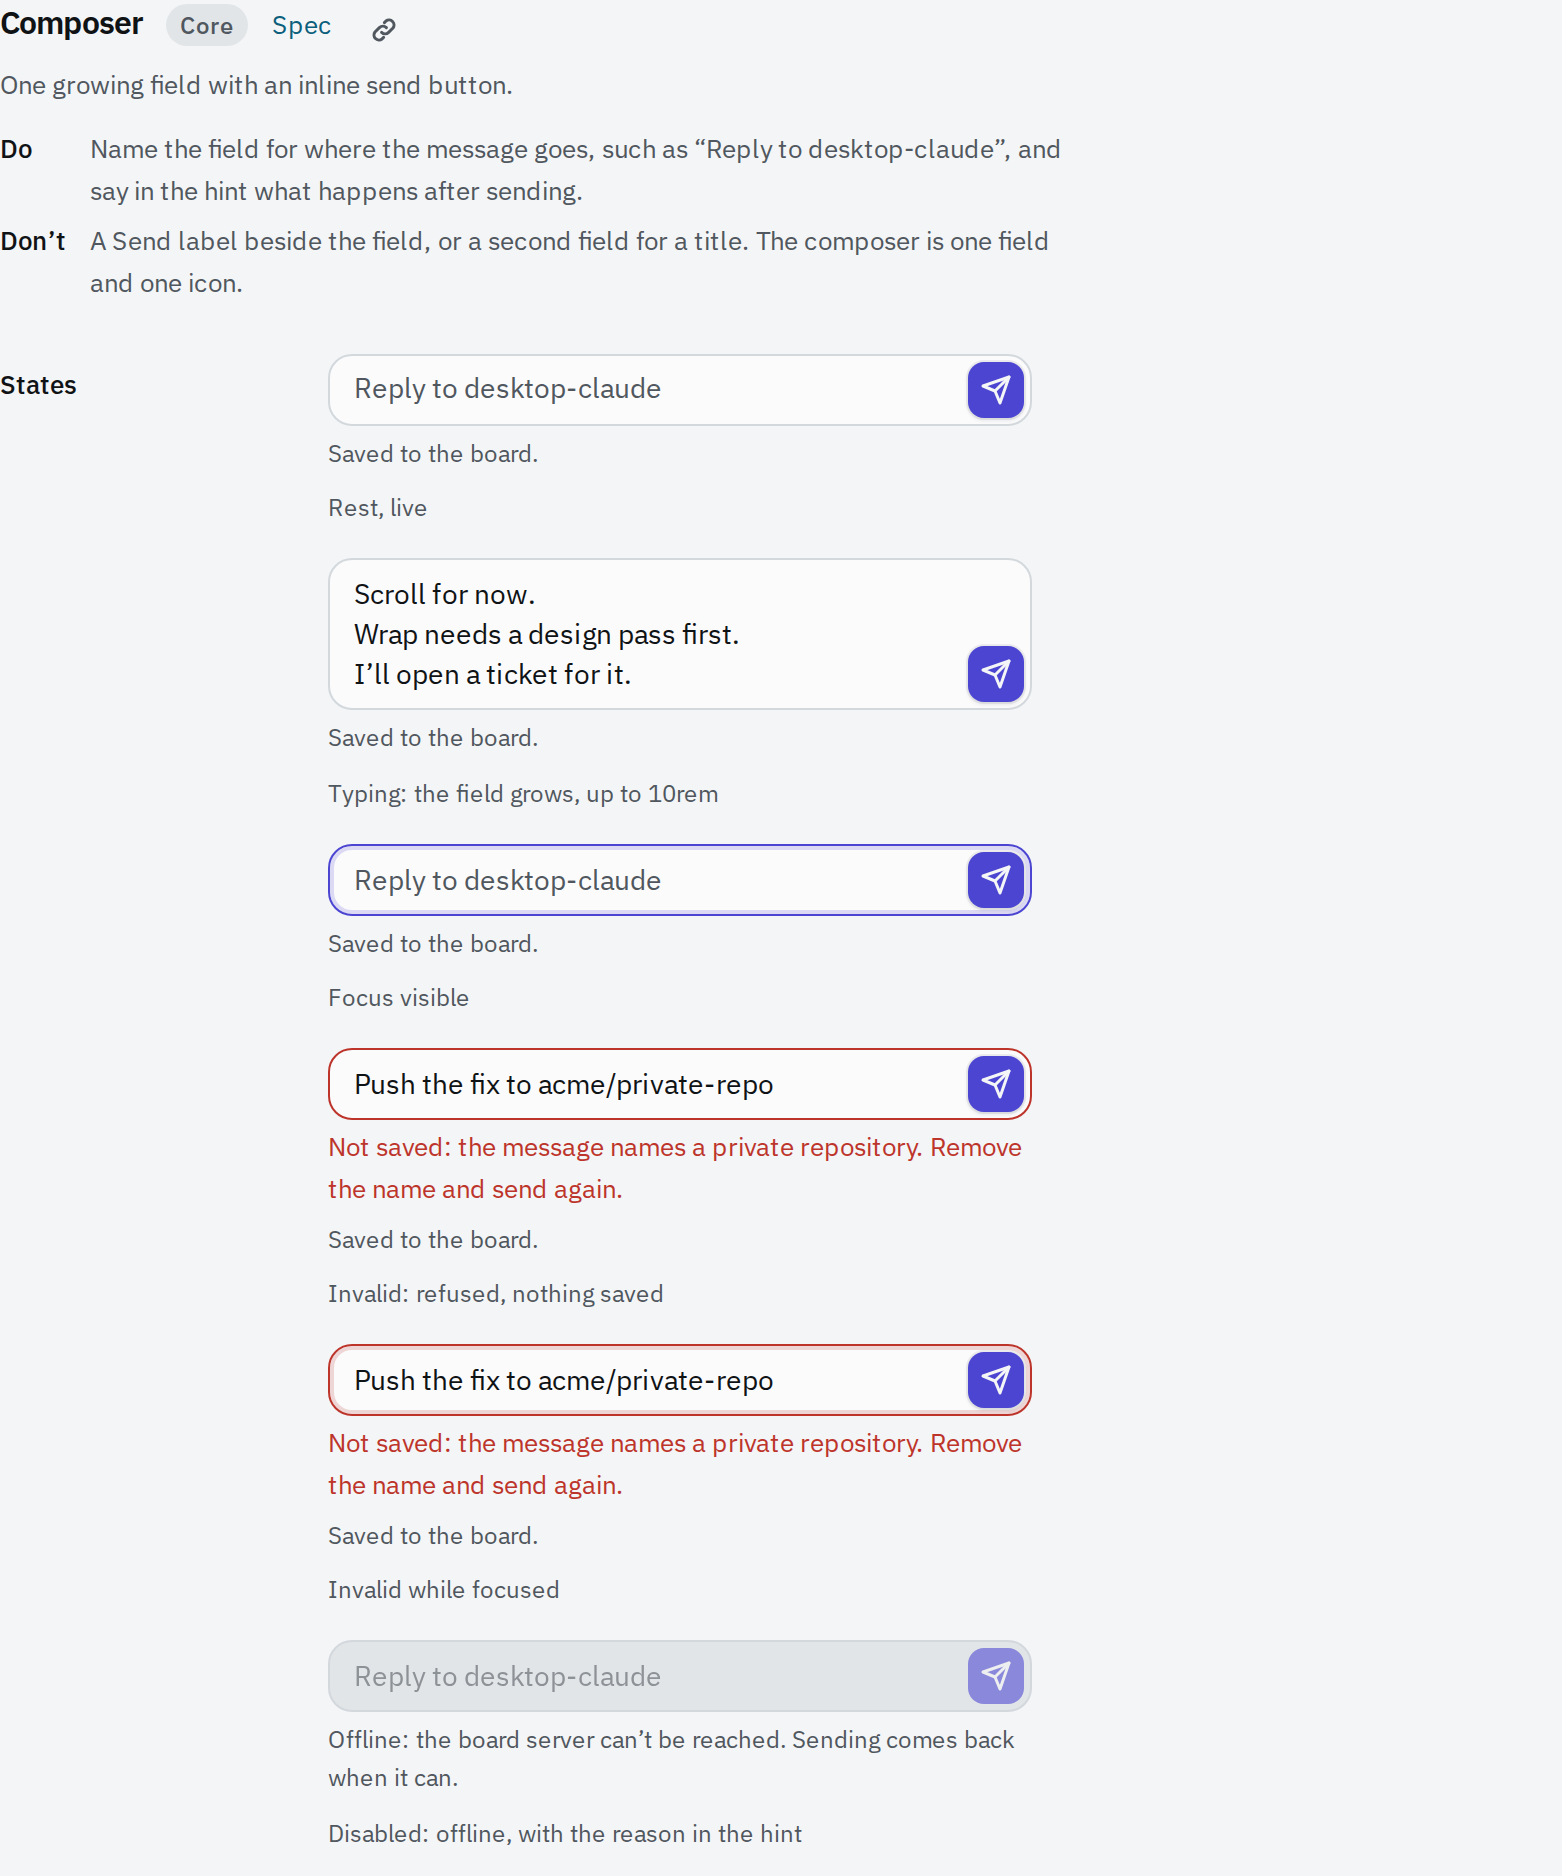 Composer Core Spec
One growing field with an inline send button.
Do Name the field for where the message goes, such as “Reply to desktop-claude”, and
say in the hint what happens after sending.
Don’t A Send label beside the field, or a second field for a title. The composer is one field
and one icon.
States
Reply to desktop-claude
Saved to the board.
Rest, live
Scroll for now.
Wrap needs a design pass first.
I’ll open a ticket for it.
Saved to the board.
Typing: the field grows, up to 10rem
Reply to desktop-claude
Saved to the board.
Focus visible
Push the fix to acme/private-repo
Not saved: the message names a private repository. Remove
the name and send again.
Saved to the board.
Invalid: refused, nothing saved
Push the fix to acme/private-repo
Not saved: the message names a private repository. Remove
the name and send again.
Saved to the board.
Invalid while focused
Reply to desktop-claude
Offline: the board server can’t be reached. Sending comes back
when it can.
Disabled: offline, with the reason in the hint